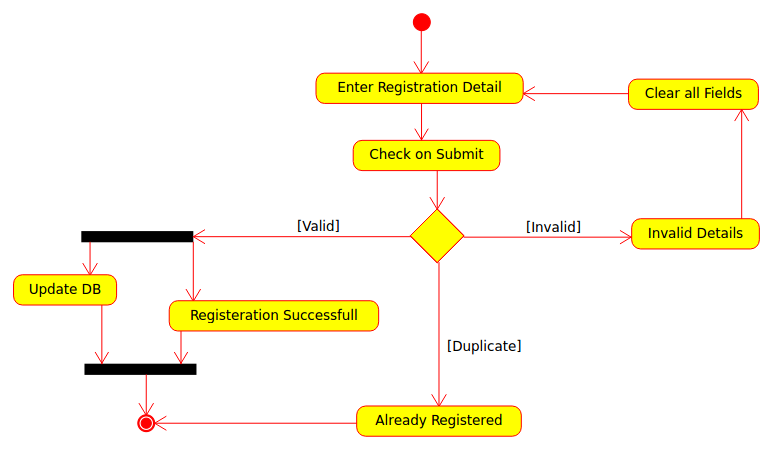 Enter Registration Detail
Clear all Fields
Check on Submit
[Valid]
[Invalid]
Invalid Details
Update DB
Registeration Successfull
[Duplicate]
Already Registered